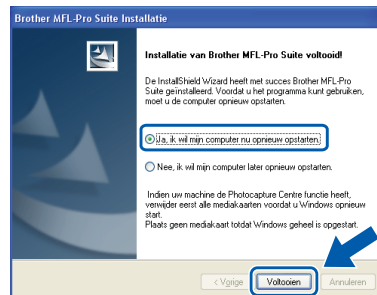 Brother MFL-Pro Suite Installatie
Installatie van Brother MFL-Pro Suite voltooid!
De InstallShield Wizard heeft met succes Brother MFL-Pro
Suite geïnstalleerd. Voordat u het programma kunt gebruiken,
moet u de computer opnieuw opstarten.
Ja, ik wil mijn computer nu opnieuw opstarten.
Nee, ik wil mijn computer later opnieuw opstarten.
Indien uw machine de Photocapture Centre functie heeft,
verwijder eerst alle mediakaarten voordat u Windows opnieuw
start.
Plaats geen mediakaart totdat Windows geheel is opgestart.
< Vorige Voltooien Annuleren